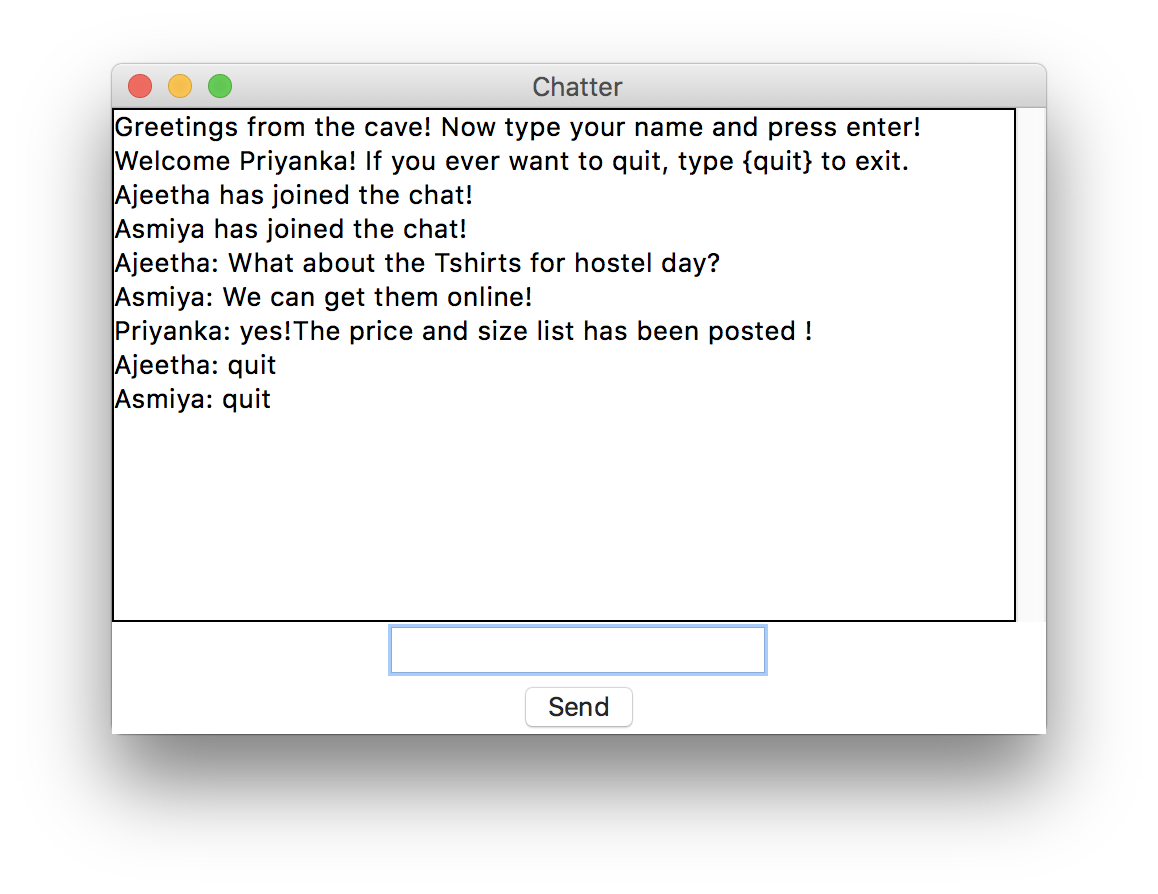 Chatter
Greetings from the cave! Now type your name and press enter!
Welcome Priyanka! If you ever want to quit, type {quit} to exit.
Ajeetha has joined the chat!
Asmiya has joined the chat!
Ajeetha: What about the Tshirts for hostel day?
Asmiya: We can get them online!
Priyanka: yes!The price and size list has been posted !
Ajeetha: quit
Asmiya: quit
Send